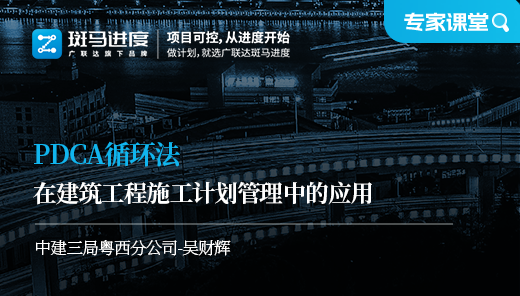 专家课堂
斑马进度
广联达旗下品牌
项目可控,从进度开始
做计划,就选广联达斑马进度
PDCA循环法
在建筑工程施工计划管理中的应用
中建三局粤西分公司-吴财辉